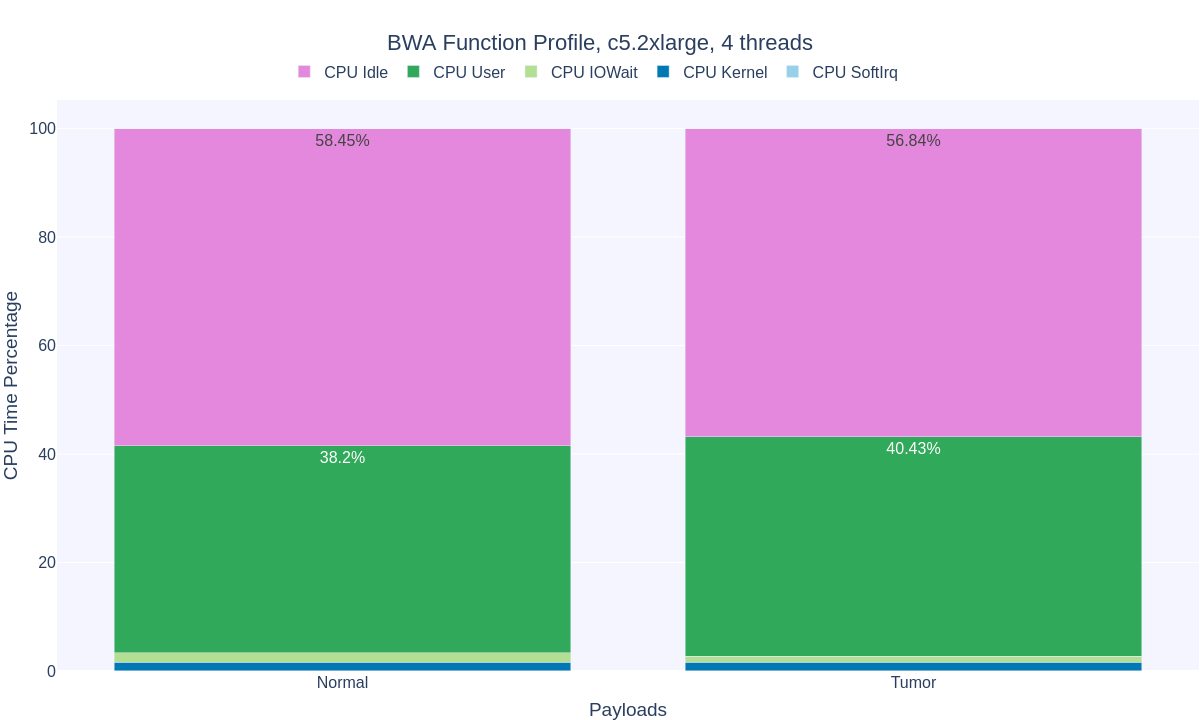 BWA Function Profile, c5.2xlarge, 4 threads
CPU Idle CPU User CPU IOWait CPU Kernel CPU SoftIrq
100
80
60
40
20
0
CPU Time Percentage
58.45%
56.84%
38.2%
40.43%
Normal
Tumor
Payloads